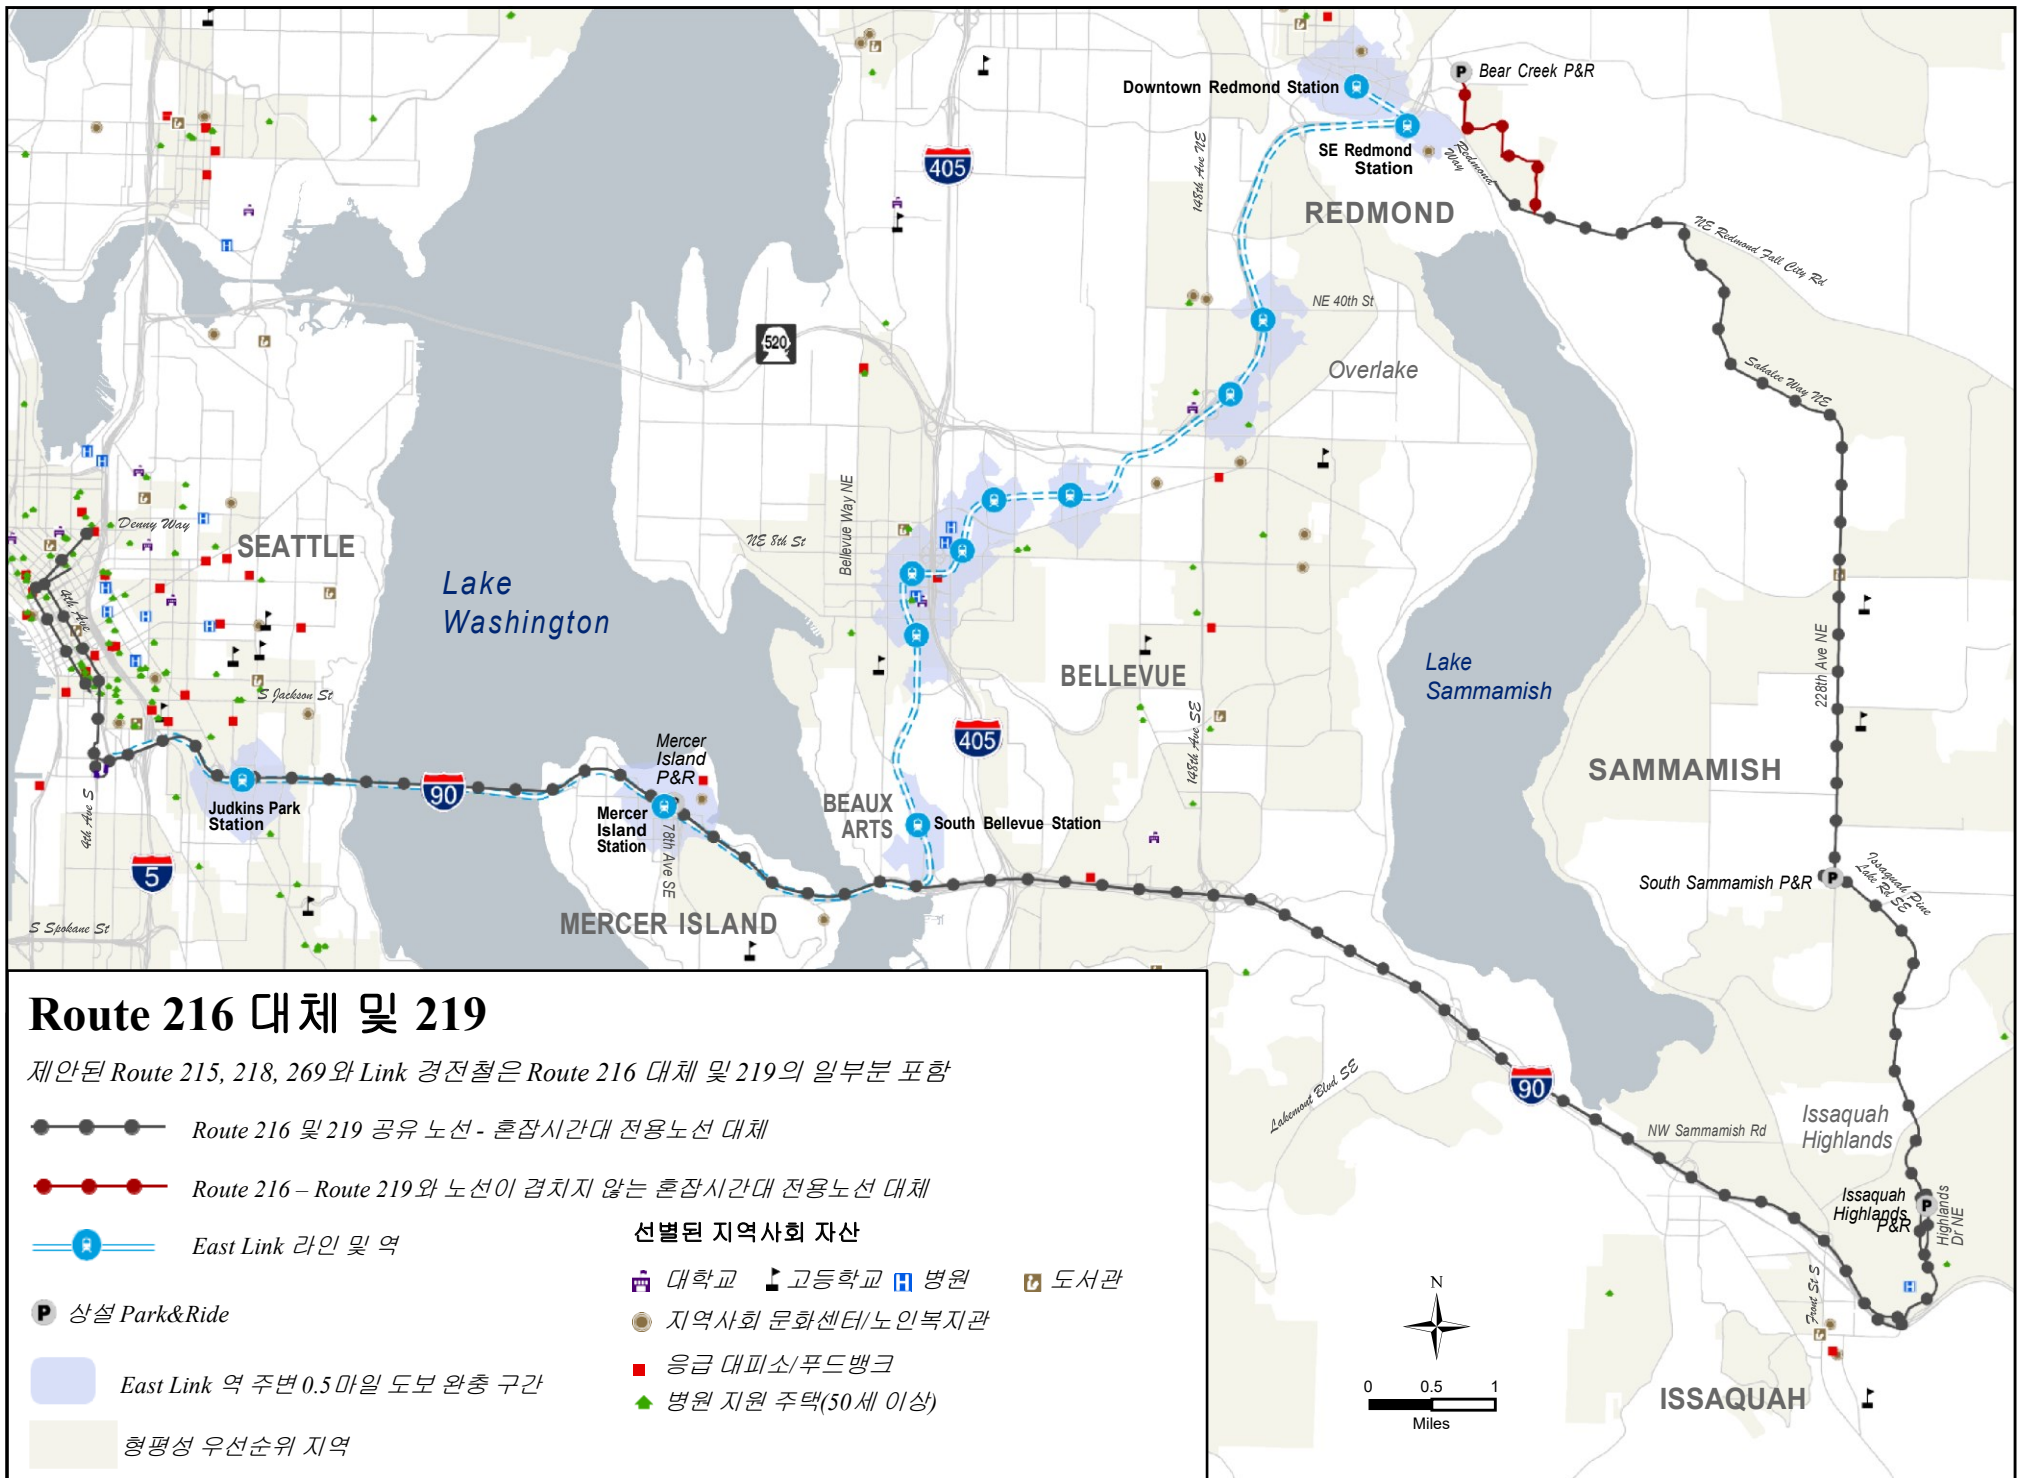 Downtown Redmond Station
Bear Creek P&R
SE Redmond
Station
Redmond
Way
148th Ave NE
405
REDMOND
NE Redmond Fall City Rd
NE 40th St
520
Overlake
Sahalee Way NE
Bellevue Way NE
Denny Way
SEATTLE
NE 8th St
Lake
Washington
4th Ave
228th Ave NE
BELLEVUE
Lake
Sammamish
S Jackson St
148th Ave SE
405
Mercer
Island
P&R
SAMMAMISH
90
Judkins Park
Station
4th Ave S
Mercer
Island
Station
78th Ave SE
BEAUX
ARTS
South Bellevue Station
5
South Sammamish P&R
Issaquah Pine
Lake Rd SE
S Spokane St
MERCER ISLAND
Lakemont Blvd SE
90
NW Sammamish Rd
Issaquah
Highlands
Issaquah
Highlands
P&R
Highlands
Dr NE
Front St S
ISSAQUAH
N
0 0.5 1
Miles
Route 216 대체 및 219
제안된 Route 215, 218, 269와 Link 경전철은 Route 216 대체 및 219의 일부분 포함
Route 216 및 219 공유 노선 - 혼잡시간대 전용노선 대체
Route 216 – Route 219와 노선이 겹치지 않는 혼잡시간대 전용노선 대체
East Link 라인 및 역
P 상설 Park&Ride
East Link 역 주변 0.5마일 도보 완충 구간
형평성 우선순위 지역
선별된 지역사회 자산
대학교 고등학교 H 병원 도서관
지역사회 문화센터/노인복지관
응급 대피소/푸드뱅크
병원 지원 주택(50세 이상)